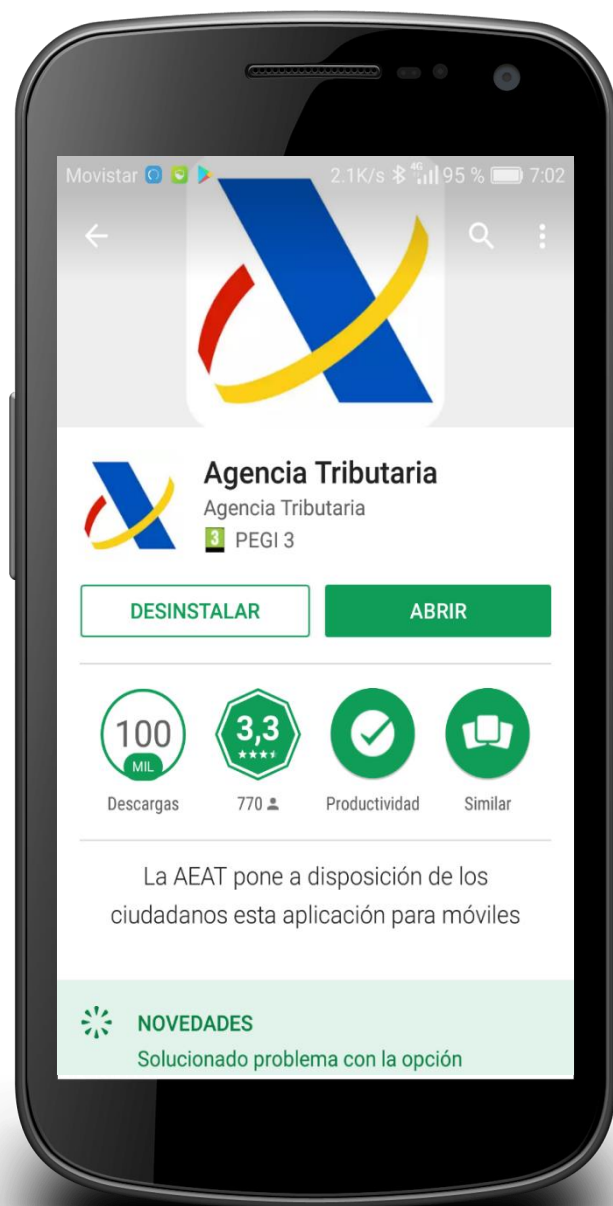 Movistar 2.1K/s 4G 95 % 7:02
Agencia Tributaria
Agencia Tributaria
3 PEGI 3
DESINSTALAR ABRIR
100 3,3
MIL
Descargas 770 Productividad Similar
La AEAT pone a disposición de los
ciudadanos esta aplicación para móviles
NOVEDADES
Solucionado problema con la opción